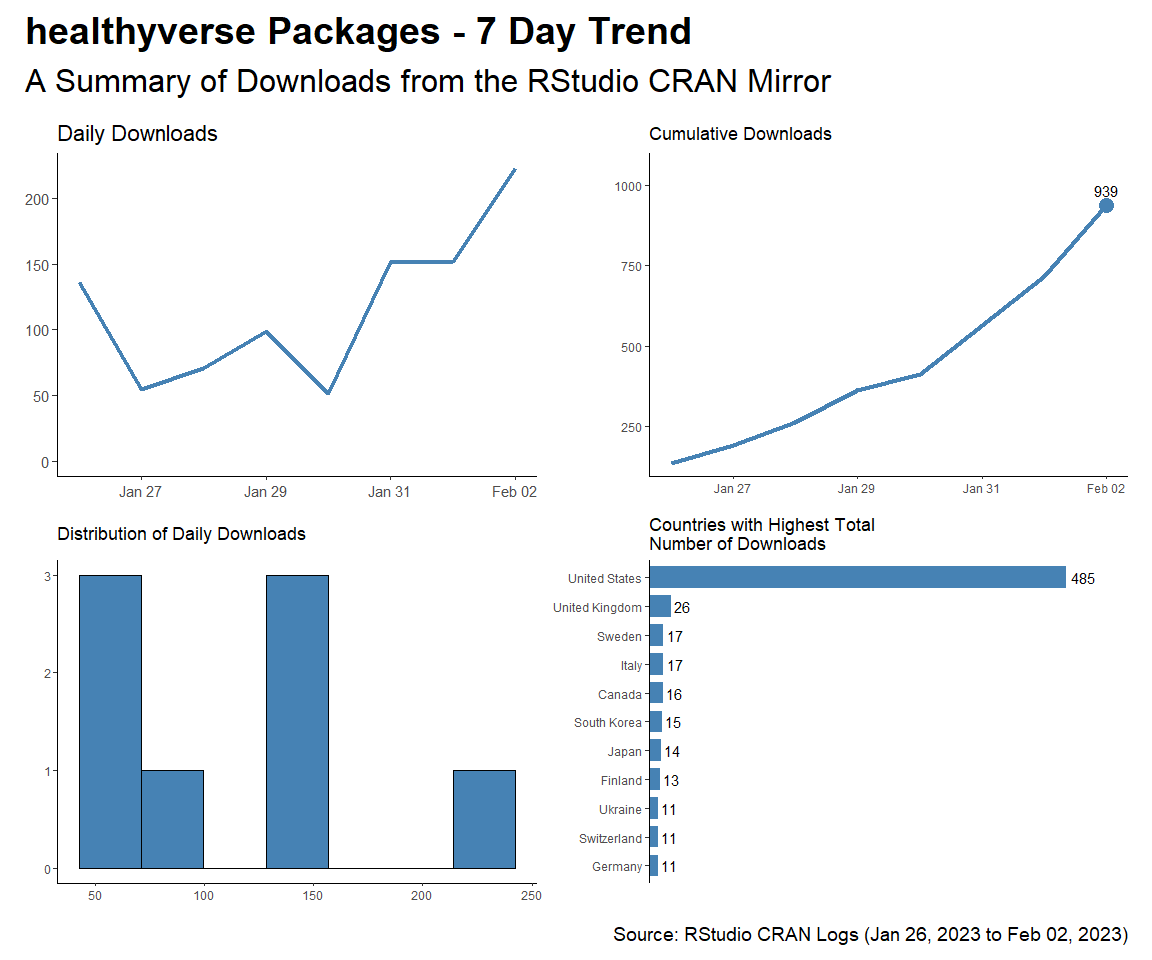 healthyverse Packages - 7 Day Trend
A Summary of Downloads from the RStudio CRAN Mirror
Daily Downloads
200
150
100
50
0
Jan 27 Jan 29 Jan 31 Feb 02
Cumulative Downloads
1000
750
500
250
939
Jan 27 Jan 29 Jan 31 Feb 02
Distribution of Daily Downloads
3
2
1
0
50 100 150 200 250
Countries with Highest Total
Number of Downloads
United States 485
United Kingdom 26
Sweden 17
Italy 17
Canada 16
South Korea 15
Japan 14
Finland 13
Ukraine 11
Switzerland 11
Germany 11
Source: RStudio CRAN Logs (Jan 26, 2023 to Feb 02, 2023)